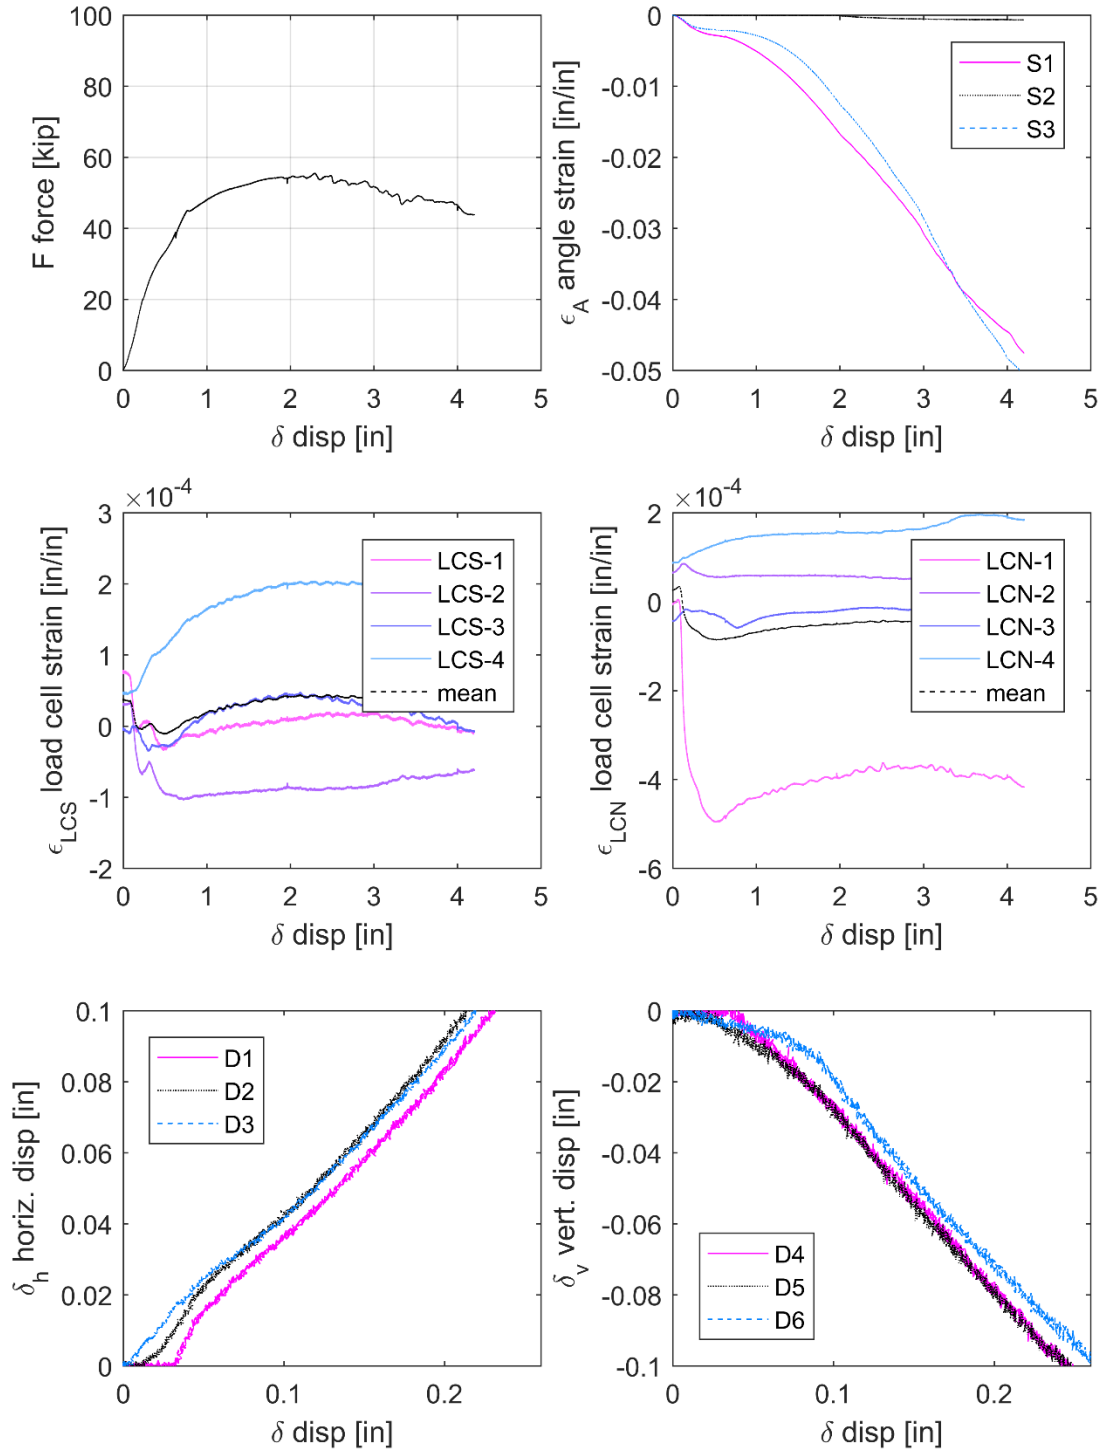 100
80
60
40
20
0
F force [kip]
0 1 2 3 4 5
δ disp [in]
0
-0.01
-0.02
-0.03
-0.04
-0.05
ϵA angle strain [in/in]
S1
S2
S3
0 1 2 3 4 5
δ disp [in]
×10-4
3
2
1
0
-1
-2
ϵLCS load cell strain [in/in]
LCS-1
LCS-2
LCS-3
LCS-4
mean
0 1 2 3 4 5
δ disp [in]
×10-4
2
0
-2
-4
-6
ϵLCN load cell strain [in/in]
LCN-1
LCN-2
LCN-3
LCN-4
mean
0 1 2 3 4 5
δ disp [in]
0.1
0.08
0.06
0.04
0.02
0
δh horiz. disp [in]
D1
D2
D3
0 0.1 0.2
δ disp [in]
0
-0.02
-0.04
-0.06
-0.08
-0.1
δv vert. disp [in]
D4
D5
D6
0 0.1 0.2
δ disp [in]